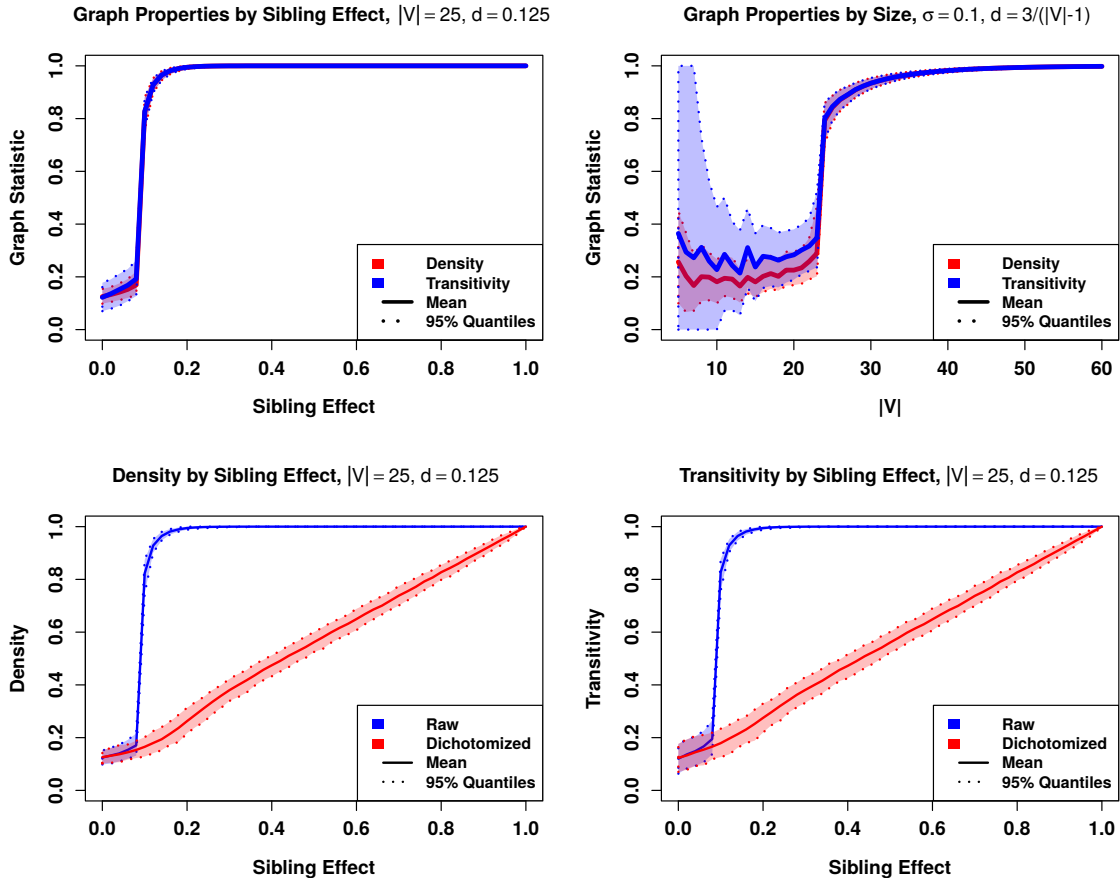 Graph Properties by Sibling Effect, |V| = 25, d = 0.125
Graph Statistic
1.0
0.8
0.6
0.4
0.2
0.0
Density
Transitivity
Mean
95% Quantiles
0.0 0.2 0.4 0.6 0.8 1.0
Sibling Effect
Graph Properties by Size, σ = 0.1, d = 3/(|V|-1)
Graph Statistic
1.0
0.8
0.6
0.4
0.2
0.0
Density
Transitivity
Mean
95% Quantiles
10 20 30 40 50 60
|V|
Density by Sibling Effect, |V| = 25, d = 0.125
Density
1.0
0.8
0.6
0.4
0.2
0.0
Raw
Dichotomized
Mean
95% Quantiles
0.0 0.2 0.4 0.6 0.8 1.0
Sibling Effect
Transitivity by Sibling Effect, |V| = 25, d = 0.125
Transitivity
1.0
0.8
0.6
0.4
0.2
0.0
Raw
Dichotomized
Mean
95% Quantiles
0.0 0.2 0.4 0.6 0.8 1.0
Sibling Effect